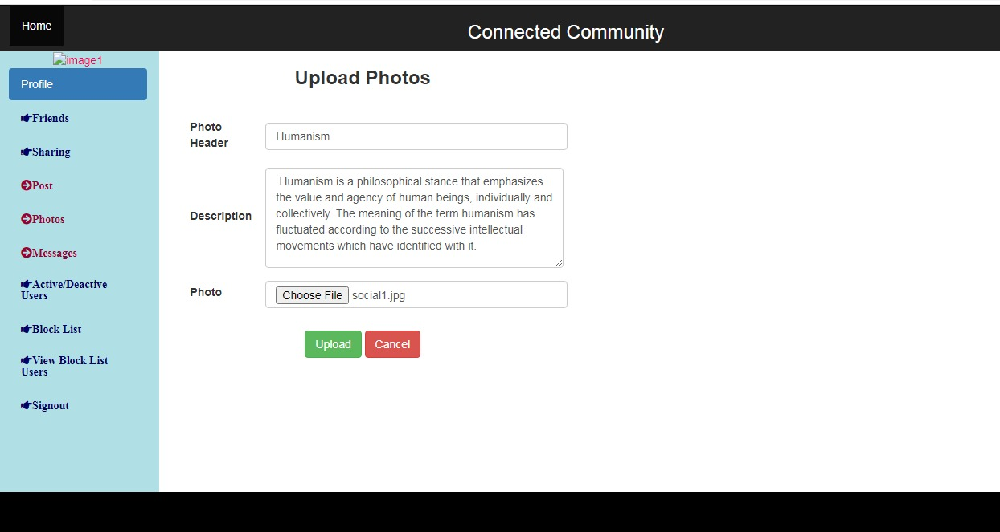 Home
Connected Community
image1
Profile
Friends
Sharing
Post
Photos
Messages
Active/Deactive
Users
Block List
View Block List
Users
Signout
Upload Photos
Photo
Header
Humanism
Description
Humanism is a philosophical stance that emphasizes
the value and agency of human beings, individually and
collectively. The meaning of the term humanism has
fluctuated according to the successive intellectual
movements which have identified with it.
Photo
Choose File social1.jpg
Upload Cancel